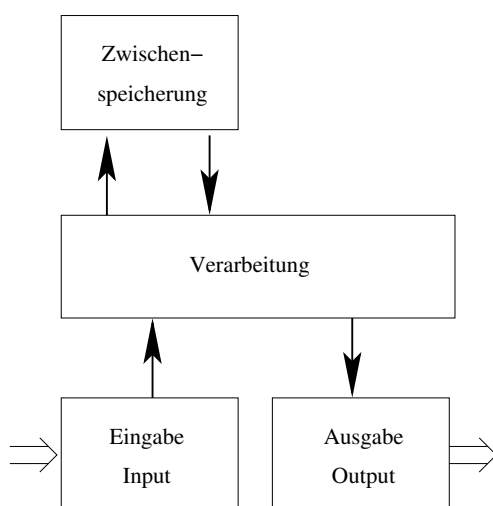 Zwischen−
speicherung
Verarbeitung
Eingabe
Input
Ausgabe
Output